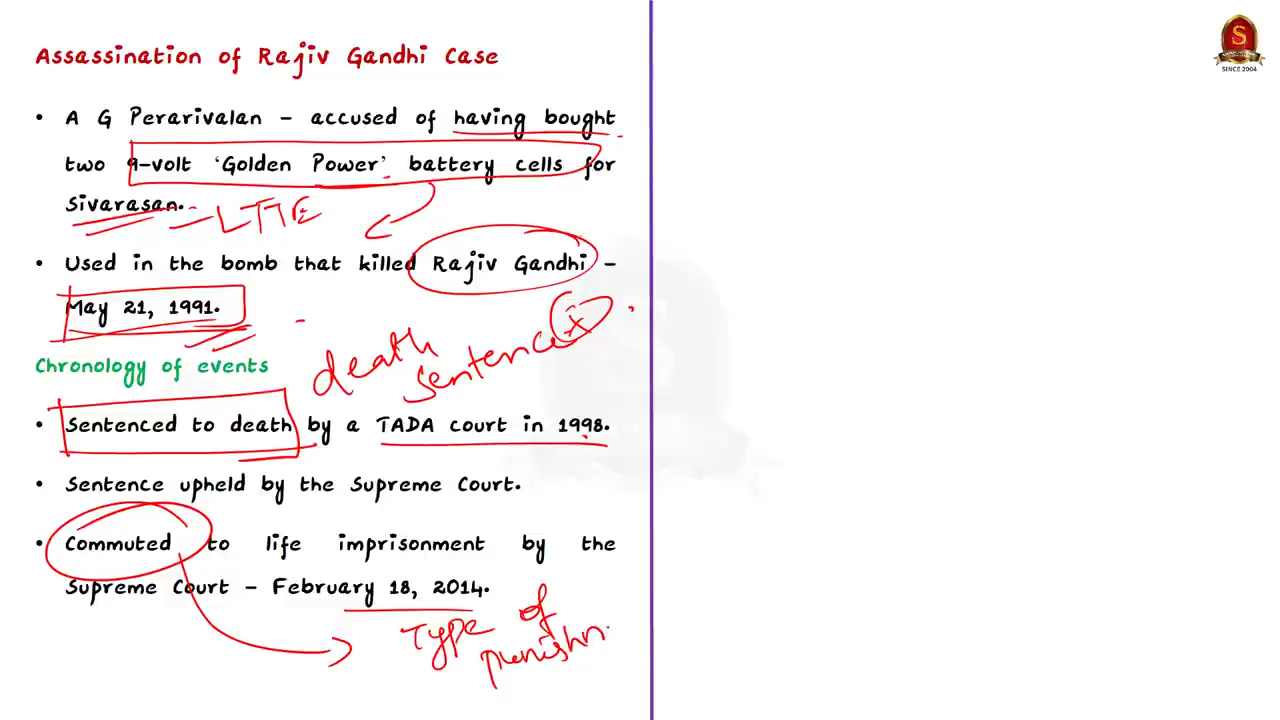 Assassination of Rajiv Gandhi Case
• A G Perarivalan – accused of having bought
two 9-volt ‘Golden Power’ battery cells for
Sivarasan.
– LTTE
• Used in the bomb that killed Rajiv Gandhi –
May 21, 1991.
death
sentence
Chronology of events
• Sentenced to death by a TADA court in 1998.
• Sentence upheld by the Supreme Court.
• Commuted to life imprisonment by the
Supreme Court – February 18, 2014.
Type of
punishn.
S
SINCE 2004